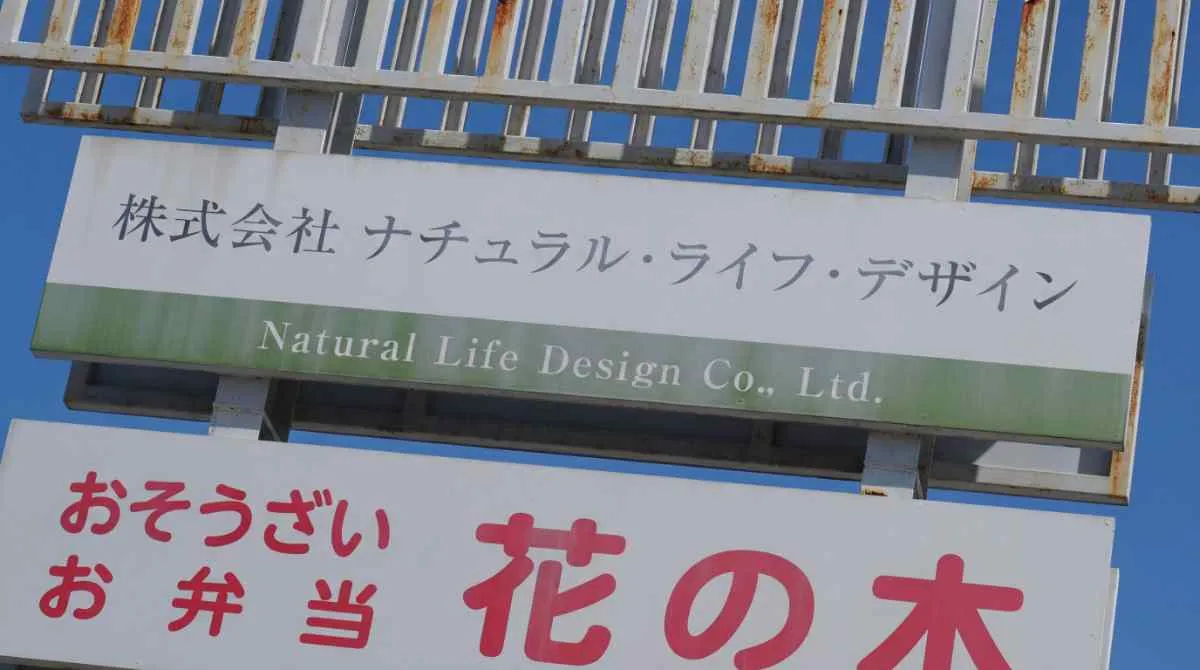 株式会社 ナチュラル・ライフ・デザイン
Natural Life Design Co., Ltd.
おそうざい
お弁当
花の木